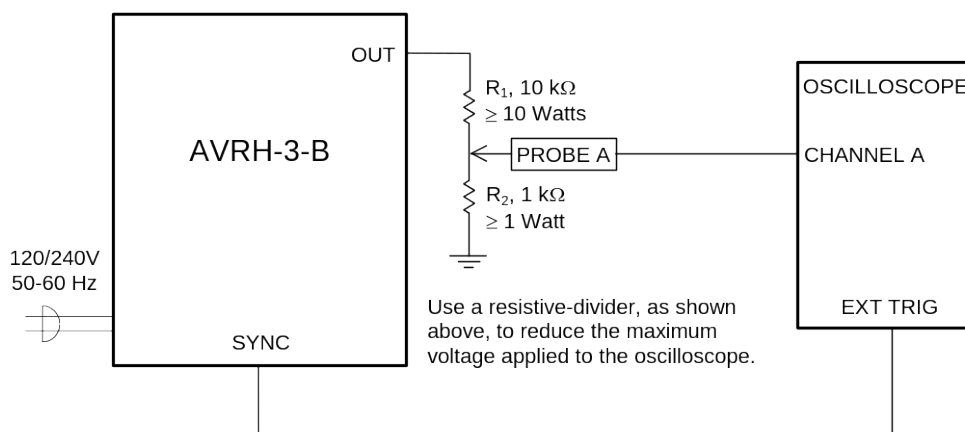 OUT
R₁, 10 kΩ
≥ 10 Watts
OSCILLOSCOPE
AVRH-3-B
PROBE A
CHANNEL A
R₂, 1 kΩ
≥ 1 Watt
120/240V
50-60 Hz
Use a resistive-divider, as shown
above, to reduce the maximum
voltage applied to the oscilloscope.
EXT TRIG
SYNC